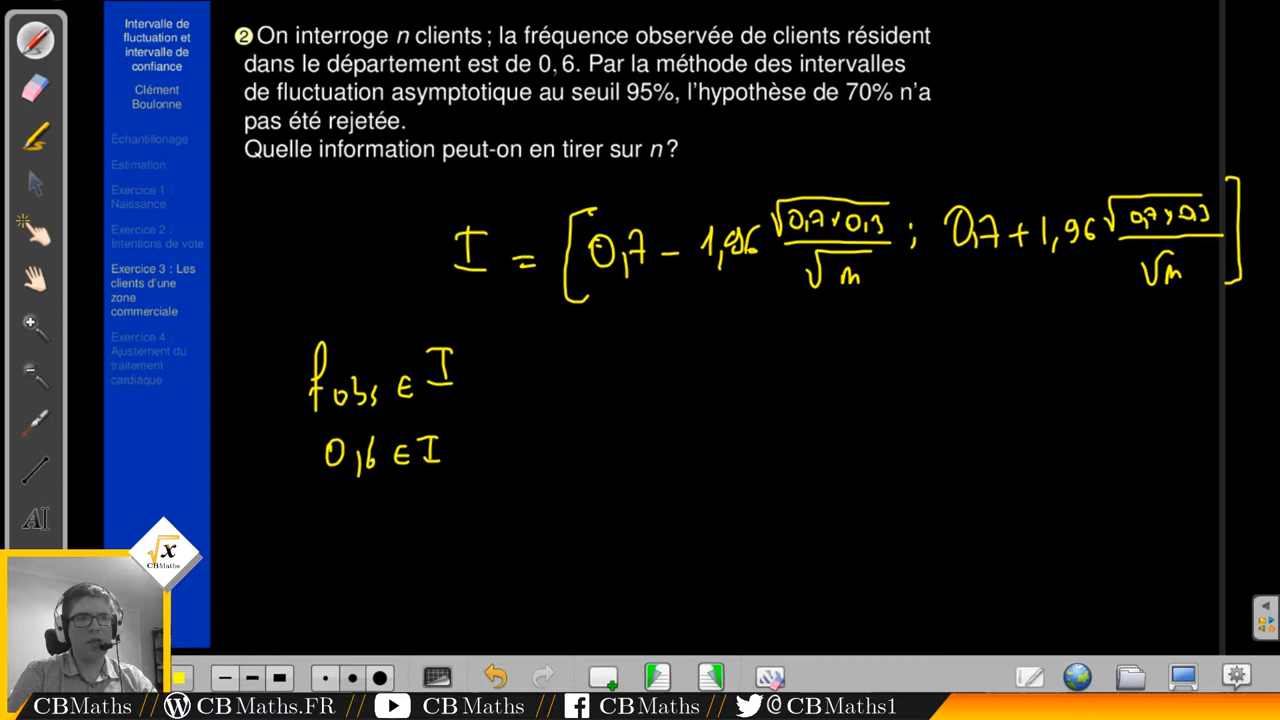 Intervalle de
fluctuation et
intervalle de
confiance
Clément
Boulonne
Échantillonage
Estimation
Exercice 1 :
Naissance
Exercice 2 :
Intentions de vote
Exercice 3 : Les
clients d'une
zone
commerciale
Exercice 4 :
Ajustement du
traitement
cardiaque
2 On interroge n clients ; la fréquence observée de clients résident
dans le département est de 0, 6. Par la méthode des intervalles
de fluctuation asymptotique au seuil 95%, l'hypothèse de 70% n'a
pas été rejetée.
Quelle information peut-on en tirer sur n ?
I = [0,7 - 1,96 √(0,7×0,3)/√n ; 0,7 + 1,96 √(0,7×0,3)/√n]
fobs ∈ I
0,6 ∈ I
AI
√x
CBMaths
CBMaths CBMaths.FR CBMaths CBMaths @CBMaths1